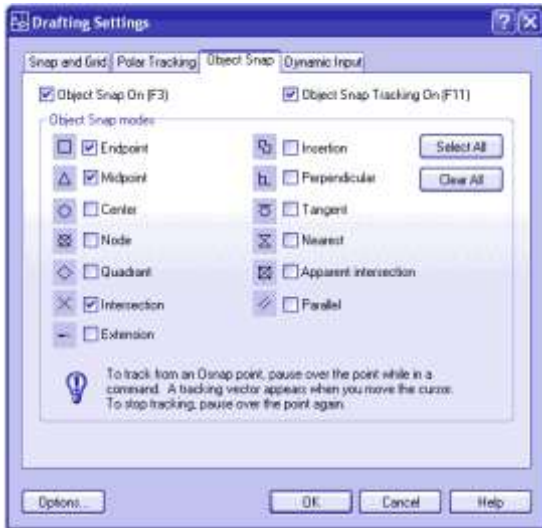 Drafting Settings
Snap and Grid Polar Tracking Object Snap Dynamic Input
Object Snap On (F3) Object Snap Tracking On (F11)
Object Snap modes
Endpoint Insertion Select All
Midpoint Perpendicular Clear All
Center Tangent
Node Nearest
Quadrant Apparent intersection
Intersection Parallel
Extension
To track from an Osnap point, pause over the point while in a
command. A tracking vector appears when you move the cursor.
To stop tracking, pause over the point again.
Options... OK Cancel Help